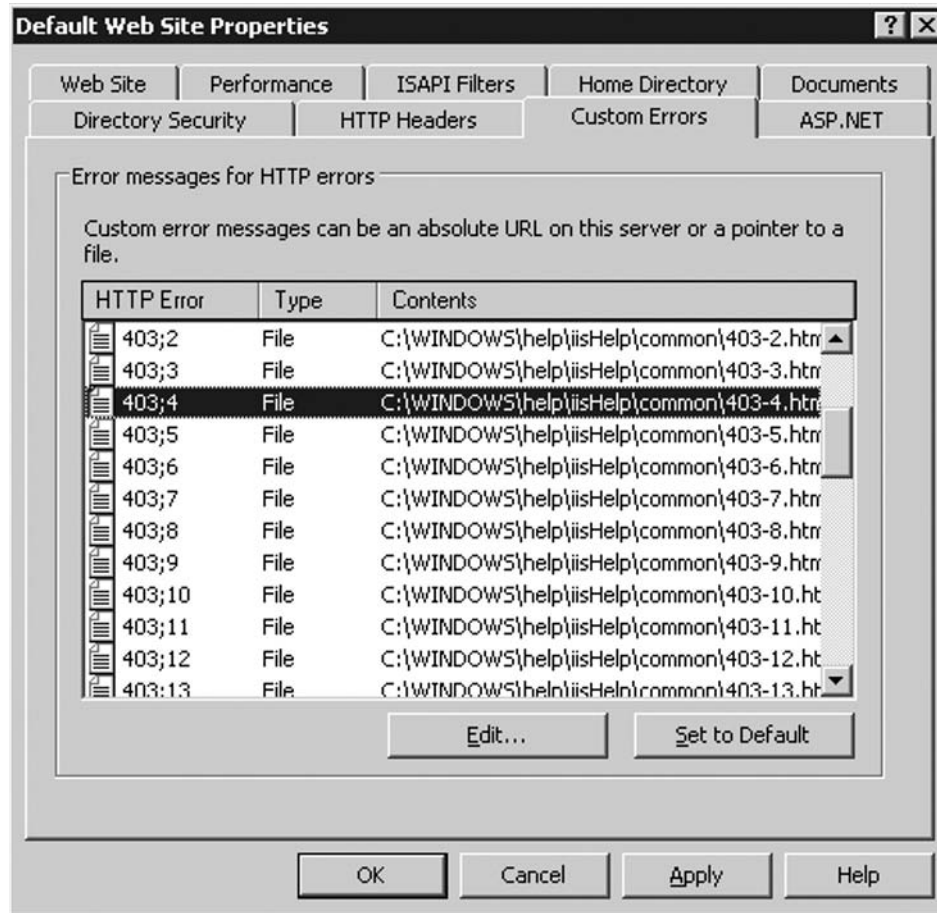 Default Web Site Properties
Web Site Performance ISAPI Filters Home Directory Documents
Directory Security HTTP Headers Custom Errors ASP.NET
Error messages for HTTP errors
Custom error messages can be an absolute URL on this server or a pointer to a
file.
HTTP Error Type Contents
403;2 File C:\WINDOWS\help\iisHelp\common\403-2.htm
403;3 File C:\WINDOWS\help\iisHelp\common\403-3.htm
403;4 File C:\WINDOWS\help\iisHelp\common\403-4.htm
403;5 File C:\WINDOWS\help\iisHelp\common\403-5.htm
403;6 File C:\WINDOWS\help\iisHelp\common\403-6.htm
403;7 File C:\WINDOWS\help\iisHelp\common\403-7.htm
403;8 File C:\WINDOWS\help\iisHelp\common\403-8.htm
403;9 File C:\WINDOWS\help\iisHelp\common\403-9.htm
403;10 File C:\WINDOWS\help\iisHelp\common\403-10.ht
403;11 File C:\WINDOWS\help\iisHelp\common\403-11.ht
403;12 File C:\WINDOWS\help\iisHelp\common\403-12.ht
403;13 File C:\WINDOWS\help\iisHelp\common\403-13.ht
Edit... Set to Default
OK Cancel Apply Help